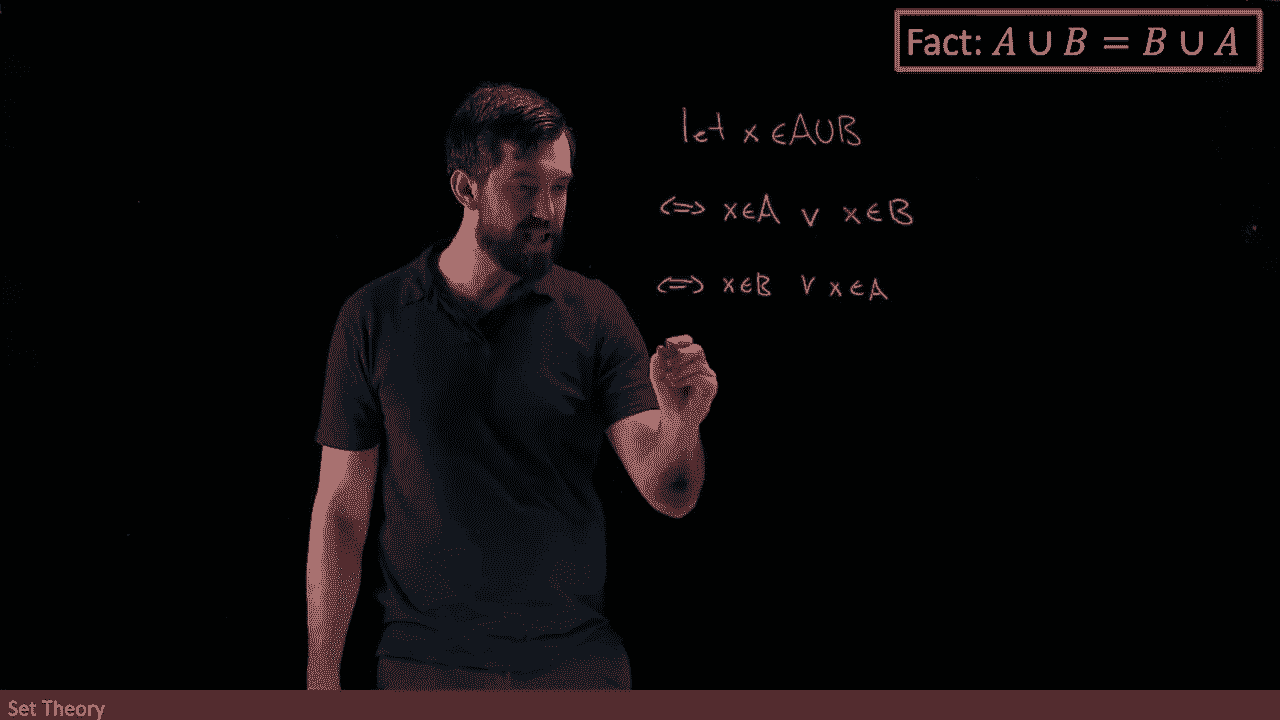 Fact: A ∪ B = B ∪ A
let x ∈ A∪B
⟺ x∈A ∨ x∈B
⟺ x∈B ∨ x∈A
Set Theory